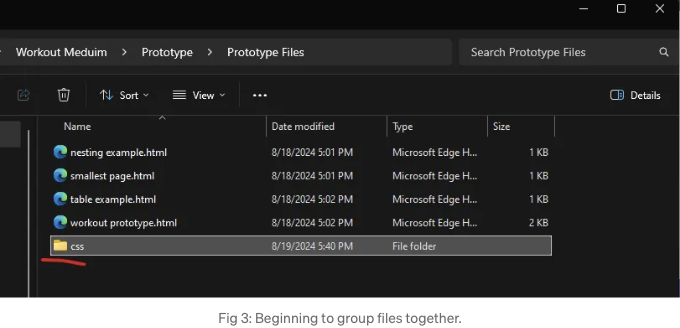 Workout Meduim > Prototype > Prototype Files
Search Prototype Files
Sort View ••• Details
Name Date modified Type Size
nesting example.html 8/18/2024 5:01 PM Microsoft Edge H... 1 KB
smallest page.html 8/18/2024 5:01 PM Microsoft Edge H... 1 KB
table example.html 8/18/2024 5:02 PM Microsoft Edge H... 1 KB
workout prototype.html 8/18/2024 5:02 PM Microsoft Edge H... 2 KB
css 8/19/2024 5:40 PM File folder
Fig 3: Beginning to group files together.